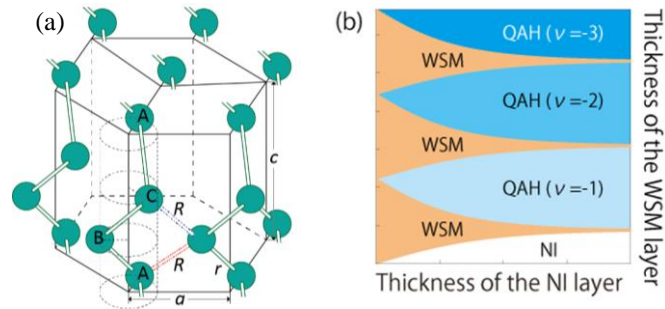 (a)
A
C
R
B
A
R
r
a
c
(b)
QAH (ν=-3)
WSM
QAH (ν=-2)
WSM
QAH (ν=-1)
WSM
NI
Thickness of the NI layer
Thickness of the WSM layer